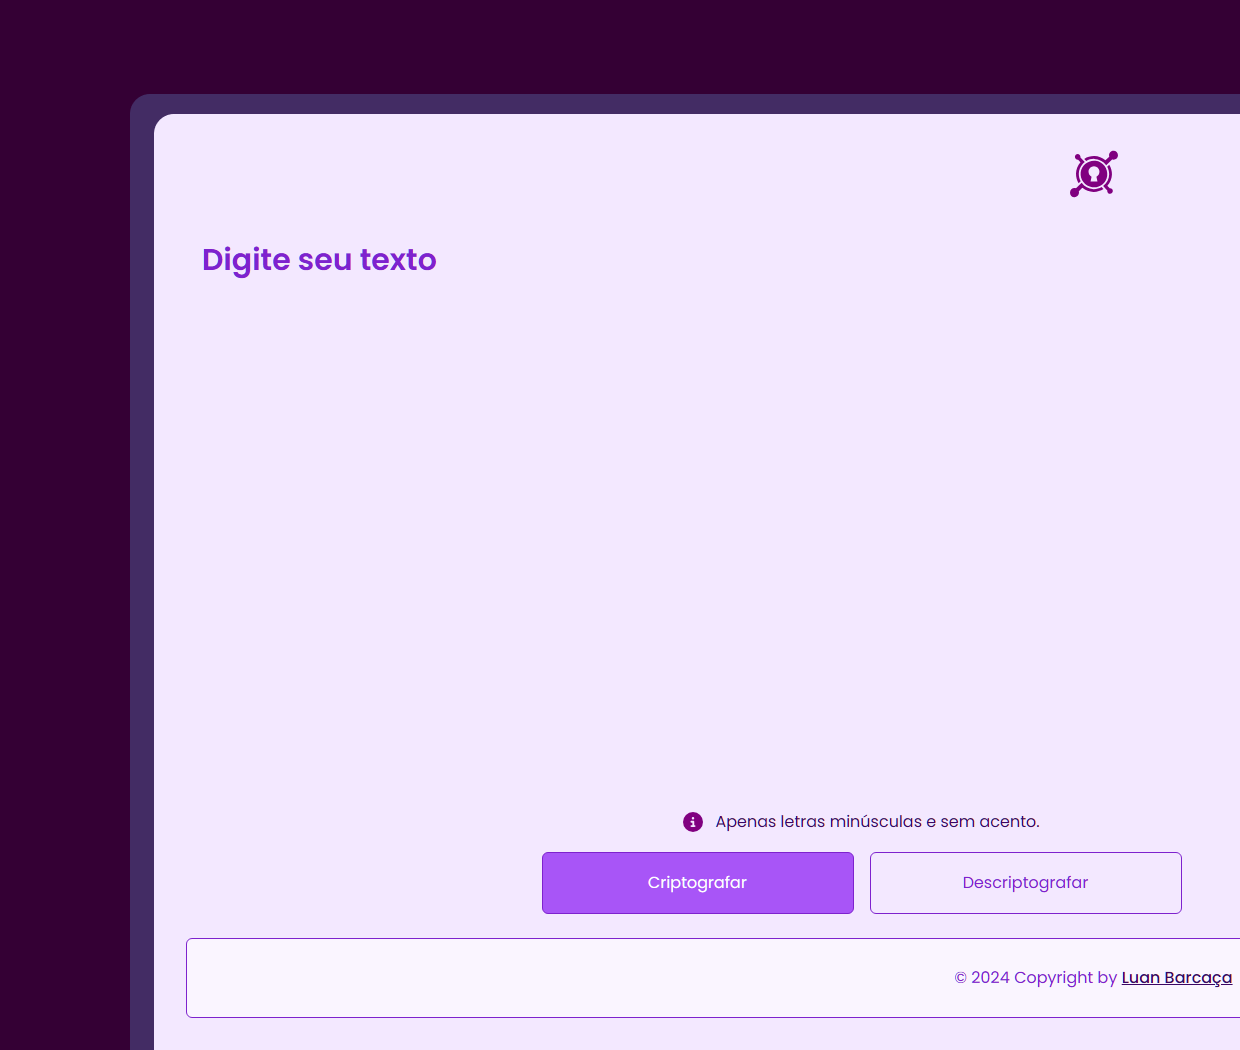 Digite seu texto
Apenas letras minúsculas e sem acento.
Criptografar
Descriptografar
© 2024 Copyright by Luan Barcaça